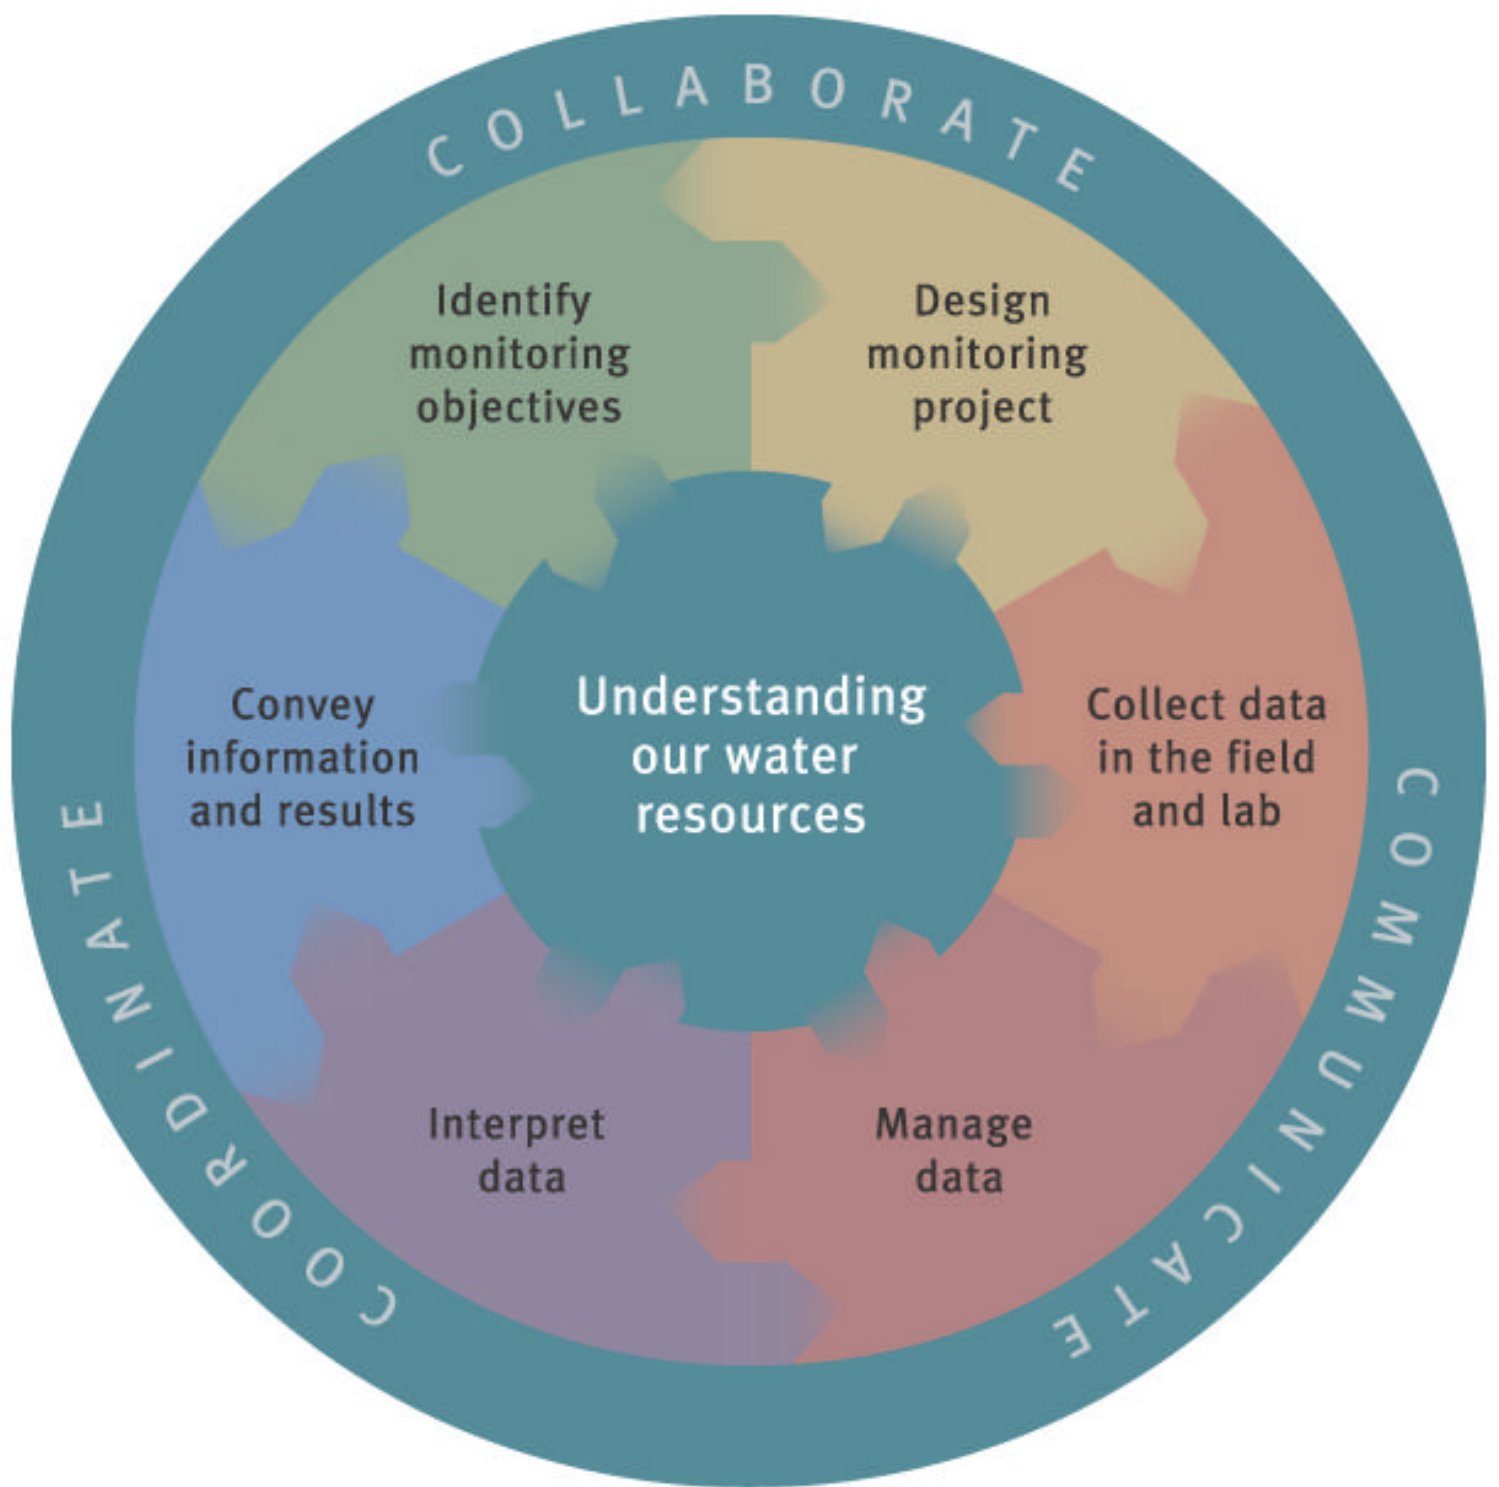 COLLABORATE
Identify
monitoring
objectives
Design
monitoring
project
Collect data
in the field
and lab
Manage
data
Interpret
data
Convey
information
and results
Understanding
our water
resources
COMMUNICATE
COORDINATE